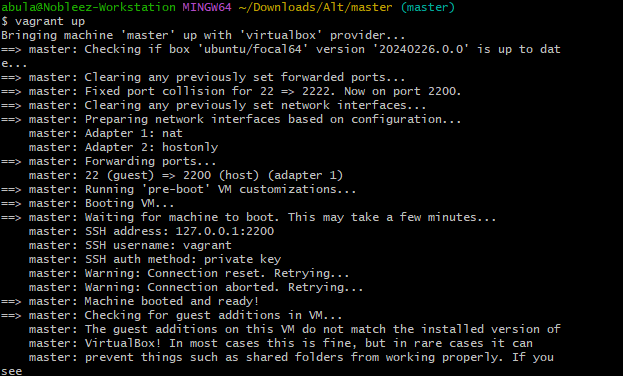 abula@Nobleez-Workstation MINGW64 ~/Downloads/Alt/master (master)
$ vagrant up
Bringing machine 'master' up with 'virtualbox' provider...
==> master: Checking if box 'ubuntu/focal64' version '20240226.0.0' is up to dat
e...
==> master: Clearing any previously set forwarded ports...
==> master: Fixed port collision for 22 => 2222. Now on port 2200.
==> master: Clearing any previously set network interfaces...
==> master: Preparing network interfaces based on configuration...
    master: Adapter 1: nat
    master: Adapter 2: hostonly
==> master: Forwarding ports...
    master: 22 (guest) => 2200 (host) (adapter 1)
==> master: Running 'pre-boot' VM customizations...
==> master: Booting VM...
==> master: Waiting for machine to boot. This may take a few minutes...
    master: SSH address: 127.0.0.1:2200
    master: SSH username: vagrant
    master: SSH auth method: private key
    master: Warning: Connection reset. Retrying...
    master: Warning: Connection aborted. Retrying...
==> master: Machine booted and ready!
==> master: Checking for guest additions in VM...
    master: The guest additions on this VM do not match the installed version of
    master: VirtualBox! In most cases this is fine, but in rare cases it can
    master: prevent things such as shared folders from working properly. If you
see